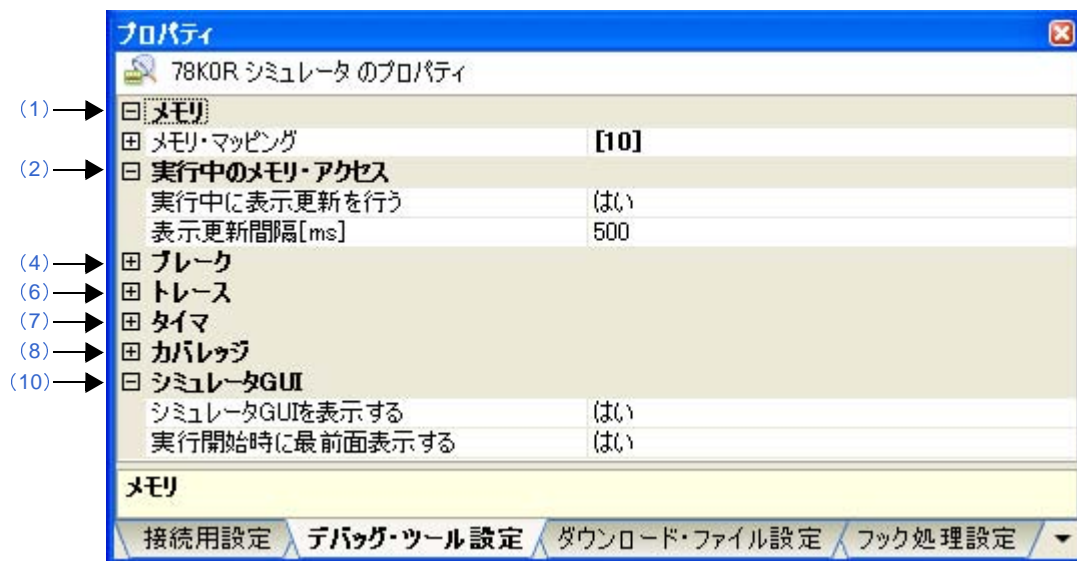 プロパティ
78K0R シミュレータ のプロパティ
(1) メモリ
メモリ・マッピング [10]
(2) 実行中のメモリ・アクセス
実行中に表示更新を行う はい
表示更新間隔[ms] 500
(4) ブレーク
(6) トレース
(7) タイマ
(8) カバレッジ
(10) シミュレータGUI
シミュレータGUIを表示する はい
実行開始時に最前面表示する はい
メモリ
接続用設定 デバッグ・ツール設定 ダウンロード・ファイル設定 フック処理設定